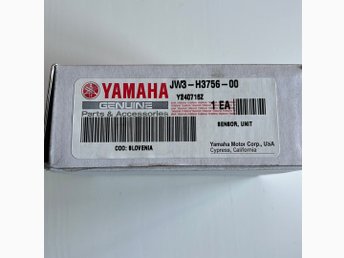 YAMAHA
JW3-H3756-00
Y240716Z
GENUINE
Parts & Accessories
1 EA
SENSOR, UNIT
COO: SLOVENIA
Yamaha Motor Corp., UsA
Cypress, California